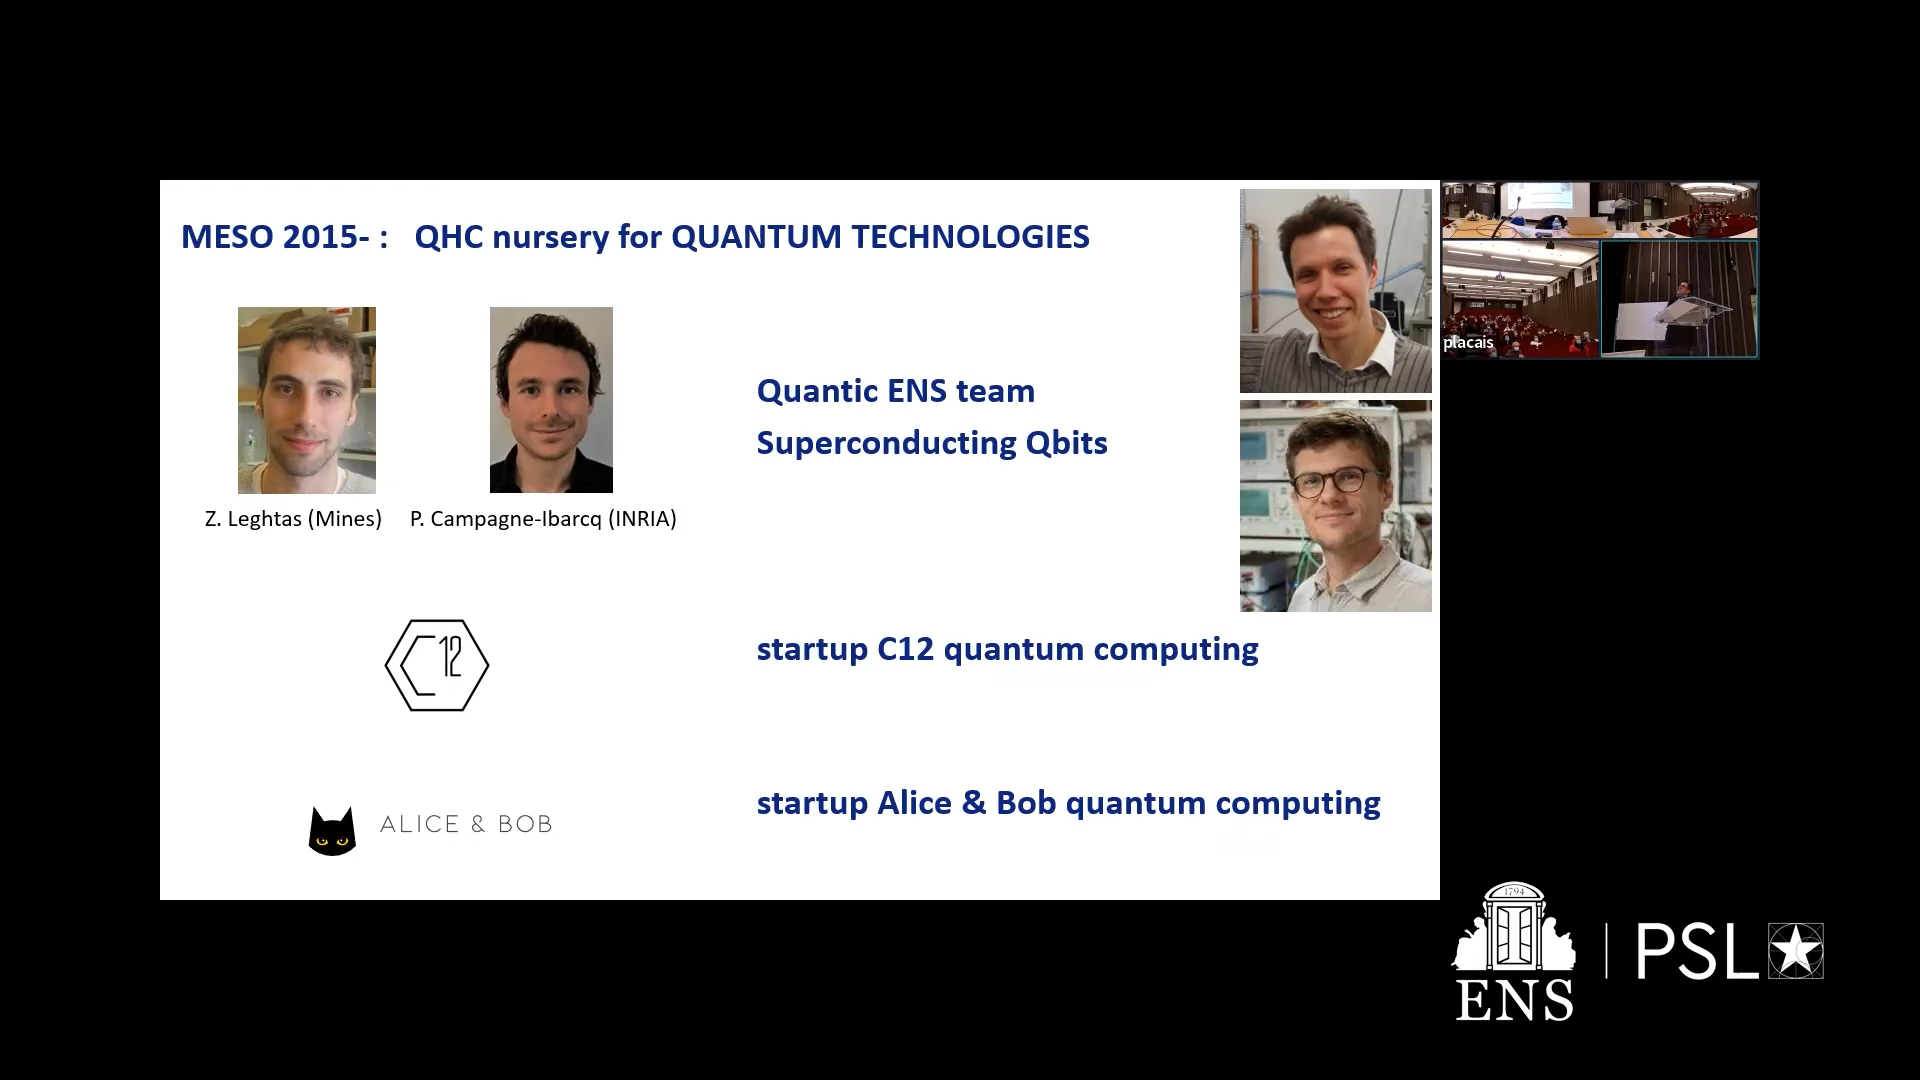 MESO 2015- : QHC nursery for QUANTUM TECHNOLOGIES
Z. Leghtas (Mines)
P. Campagne-Ibarcq (INRIA)
Quantic ENS team
Superconducting Qbits
C12
startup C12 quantum computing
ALICE & BOB
startup Alice & Bob quantum computing
placais
1794
ENS
PSL